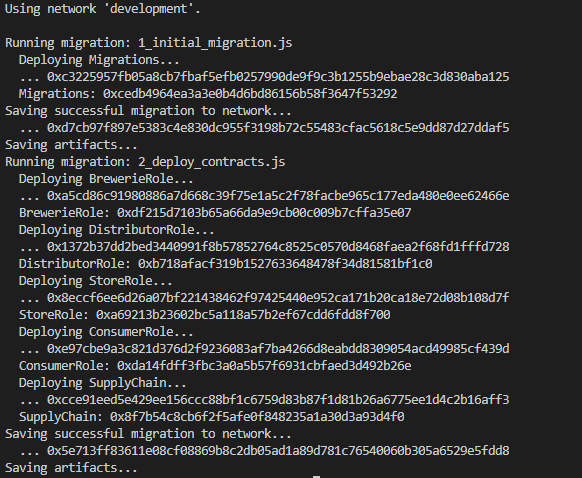 Using network 'development'.
Running migration: 1_initial_migration.js
Deploying Migrations...
... 0xc3225957fb05a8cb7fbaf5efb0257990de9f9c3b1255b9ebae28c3d830aba125
Migrations: 0xcedb4964ea3a3e0b4d6bd86156b58f3647f53292
Saving successful migration to network...
... 0xd7cb97f897e5383c4e830dc955f3198b72c55483cfac5618c5e9dd87d27ddaf5
Saving artifacts...
Running migration: 2_deploy_contracts.js
Deploying BrewerieRole...
... 0xa5cd86c91980886a7d668c39f75e1a5c2f78facbe965c177eda480e0ee62466e
BrewerieRole: 0xdf215d7103b65a66da9e9cb00c009b7cffa35e07
Deploying DistributorRole...
... 0x1372b37dd2bed3440991f8b57852764c8525c0570d8468faea2f68fd1fffd728
DistributorRole: 0xb718afacf319b1527633648478f34d81581bf1c0
Deploying StoreRole...
... 0x8eccf6ee6d26a07bf221438462f97425440e952ca171b20ca18e72d08b108d7f
StoreRole: 0xa69213b23602bc5a118a57b2ef67cdd6fdd8f700
Deploying ConsumerRole...
... 0xe97cbe9a3c821d376d2f9236083af7ba4266d8eabdd8309054acd49985cf439d
ConsumerRole: 0xda14fdff3fbc3a0a5b57f6931cbfaed3d492b26e
Deploying SupplyChain...
... 0xcce91eed5e429ee156ccc88bf1c6759d83b87f1d81b26a6775ee1d4c2b16aff3
SupplyChain: 0x8f7b54c8cb6f2f5afe0f848235a1a30d3a93d4f0
Saving successful migration to network...
... 0x5e713ff83611e08cf08869b8c2db05ad1a89d781c76540060b305a6529e5fdd8
Saving artifacts...